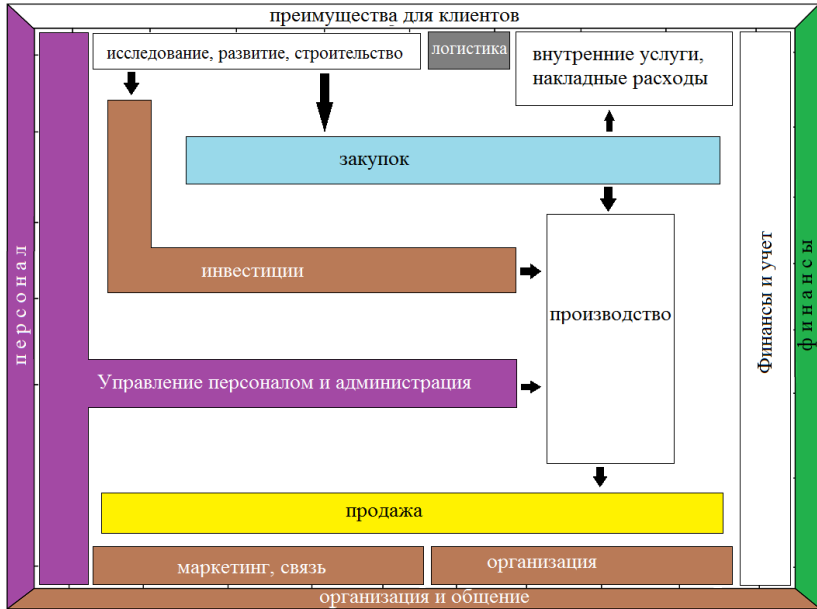 преимущества для клиентов
исследование, развитие, строительство
логистика
внутренние услуги,
накладные расходы
закупок
персонал
инвестиции
производство
Финансы и учет
финансы
Управление персоналом и администрация
продажа
маркетинг, связь
организация
организация и общение